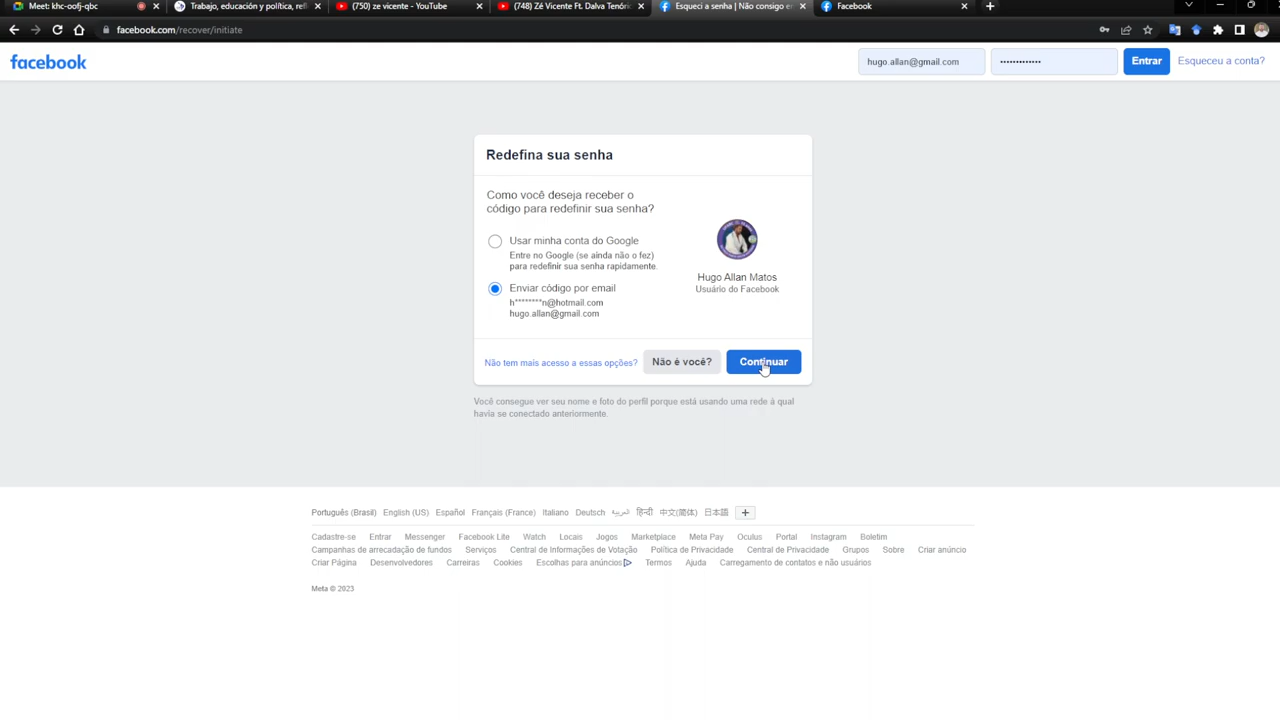 Meet: khc-oofj-qbc
Trabajo, educación y política, refl
(750) ze vicente - YouTube
(748) Zé Vicente Ft. Dalva Tenório
Esqueci a senha | Não consigo en
Facebook
facebook.com/recover/initiate
facebook
hugo.allan@gmail.com
•••••••••••••
Entrar
Esqueceu a conta?
Redefina sua senha
Como você deseja receber o
código para redefinir sua senha?
Usar minha conta do Google
Entre no Google (se ainda não o fez)
para redefinir sua senha rapidamente.
Enviar código por email
h********n@hotmail.com
hugo.allan@gmail.com
Hugo Allan Matos
Usuário do Facebook
Não tem mais acesso a essas opções?
Não é você?
Continuar
Você consegue ver seu nome e foto do perfil porque está usando uma rede à qual
havia se conectado anteriormente.
Português (Brasil) English (US) Español Français (France) Italiano Deutsch العربية हिन्दी 中文(简体) 日本語 +
Cadastre-se Entrar Messenger Facebook Lite Watch Locais Jogos Marketplace Meta Pay Oculus Portal Instagram Boletim
Campanhas de arrecadação de fundos Serviços Central de Informações de Votação Política de Privacidade Central de Privacidade Grupos Sobre Criar anúncio
Criar Página Desenvolvedores Carreiras Cookies Escolhas para anúncios Termos Ajuda Carregamento de contatos e não usuários
Meta © 2023